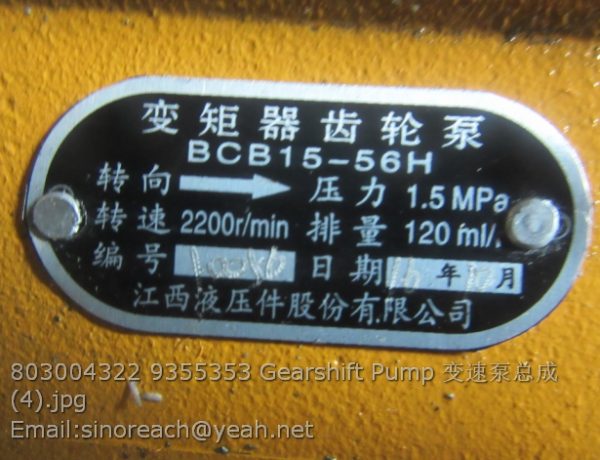 变矩器齿轮泵
BCB15-56H
转向 压力 1.5 MPa
转速 2200r/min 排量 120 ml/
编号 日期 年 月
江西液压件股份有限公司
803004322 9355353 Gearshift Pump 变速泵总成
(4).jpg
Email:sinoreach@yeah.net